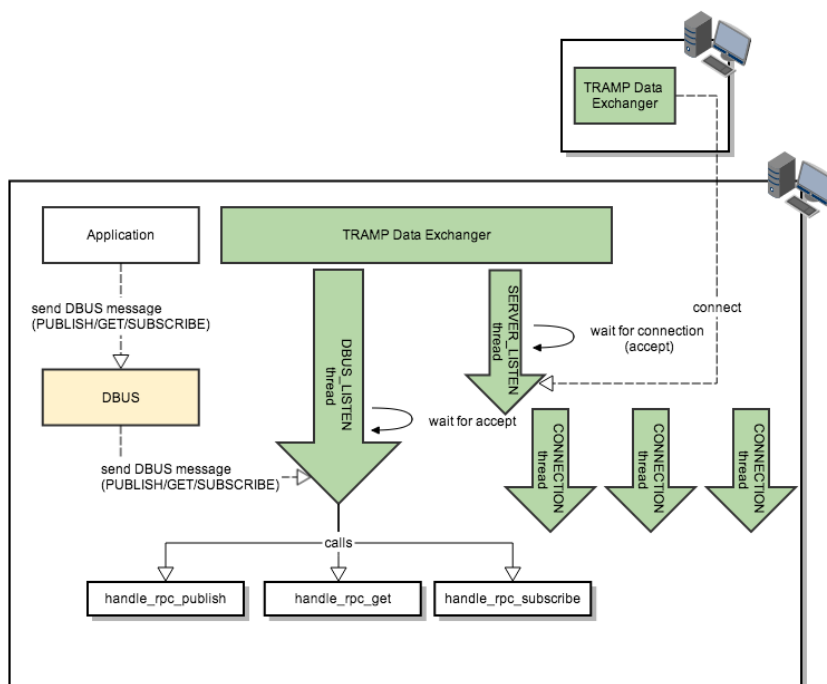 TRAMP Data
Exchanger
Application
TRAMP Data Exchanger
send DBUS message
(PUBLISH/GET/SUBSCRIBE)
SERVER_LISTEN
thread
connect
wait for connection
(accept)
DBUS_LISTEN
thread
DBUS
wait for accept
send DBUS message
(PUBLISH/GET/SUBSCRIBE)
CONNECTION
thread
CONNECTION
thread
CONNECTION
thread
calls
handle_rpc_publish
handle_rpc_get
handle_rpc_subscribe